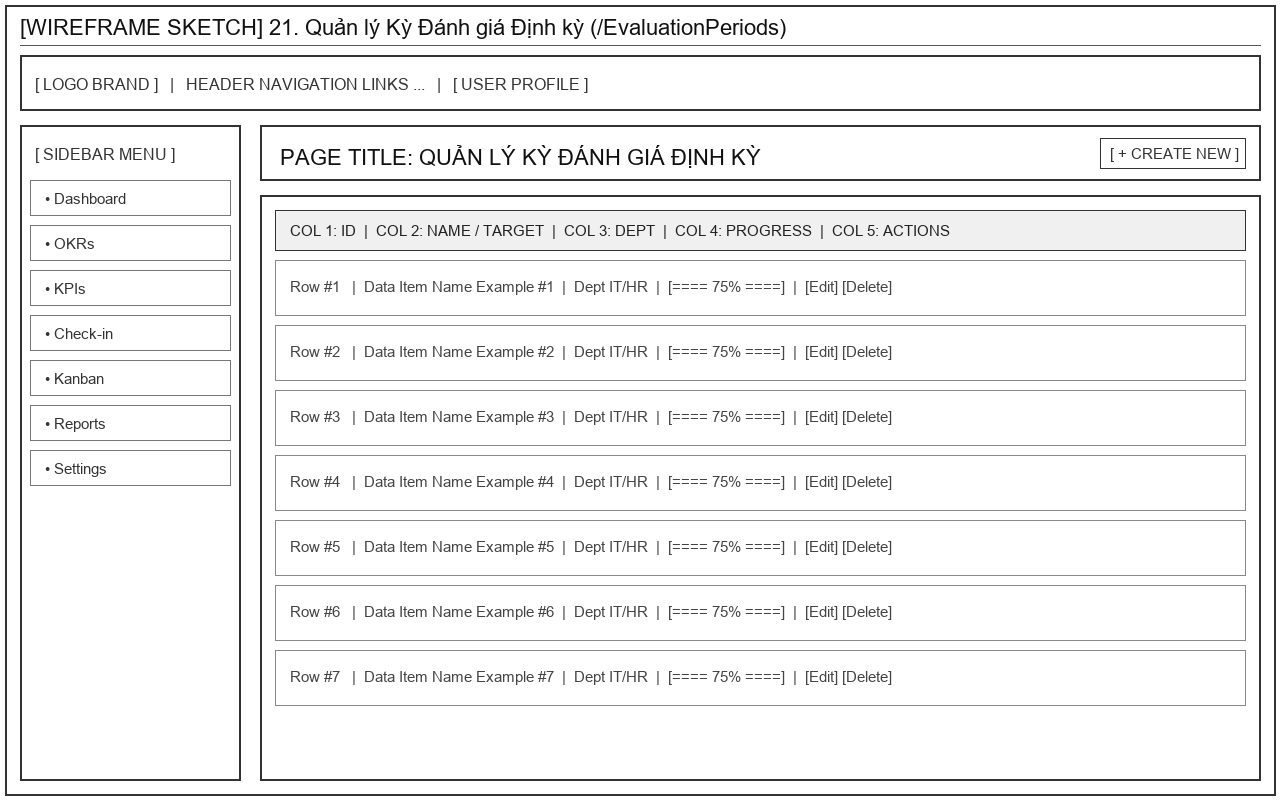 [WIREFRAME SKETCH] 21. Quản lý Kỳ Đánh giá Định kỳ (/EvaluationPeriods)
[ LOGO BRAND ] | HEADER NAVIGATION LINKS ... | [ USER PROFILE ]
[ SIDEBAR MENU ]
• Dashboard
• OKRs
• KPIs
• Check-in
• Kanban
• Reports
• Settings
PAGE TITLE: QUẢN LÝ KỲ ĐÁNH GIÁ ĐỊNH KỲ
[ + CREATE NEW ]
COL 1: ID | COL 2: NAME / TARGET | COL 3: DEPT | COL 4: PROGRESS | COL 5: ACTIONS
Row #1 | Data Item Name Example #1 | Dept IT/HR | [==== 75% ====] | [Edit] [Delete]
Row #2 | Data Item Name Example #2 | Dept IT/HR | [==== 75% ====] | [Edit] [Delete]
Row #3 | Data Item Name Example #3 | Dept IT/HR | [==== 75% ====] | [Edit] [Delete]
Row #4 | Data Item Name Example #4 | Dept IT/HR | [==== 75% ====] | [Edit] [Delete]
Row #5 | Data Item Name Example #5 | Dept IT/HR | [==== 75% ====] | [Edit] [Delete]
Row #6 | Data Item Name Example #6 | Dept IT/HR | [==== 75% ====] | [Edit] [Delete]
Row #7 | Data Item Name Example #7 | Dept IT/HR | [==== 75% ====] | [Edit] [Delete]